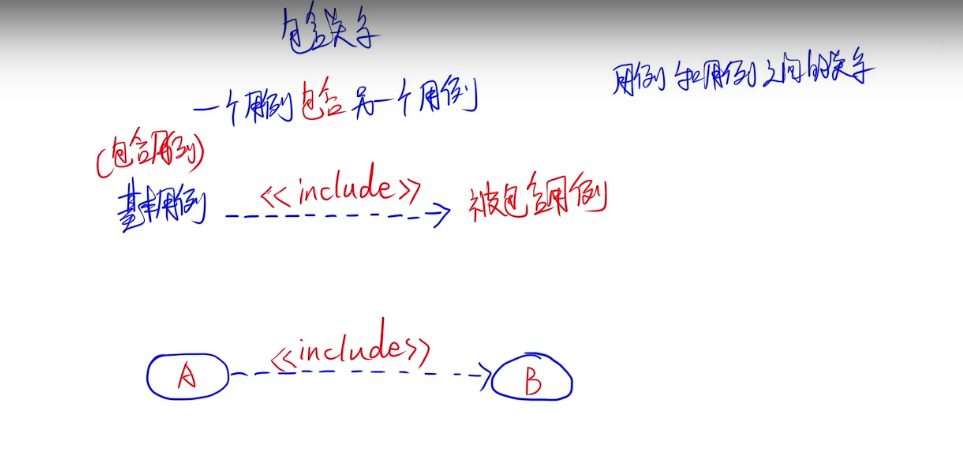 包含关系
一个用例包含另一个用例
用例和用例之间的关系
(包含用例)
基本用例 <<include>> 被包含用例
<<include>>
A B